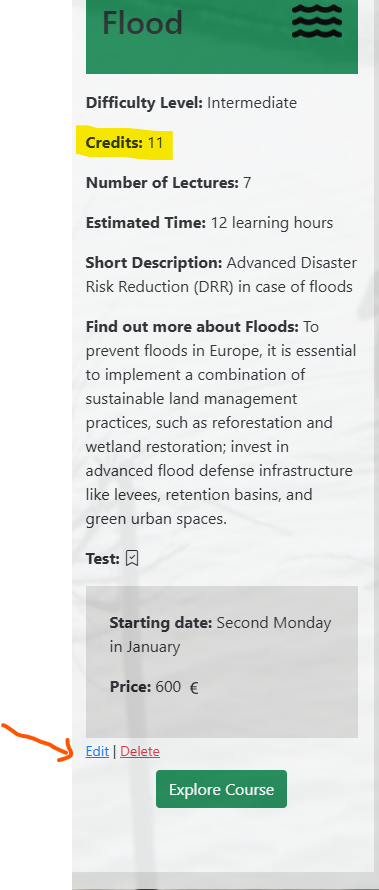 Flood
Difficulty Level: Intermediate
Credits: 11
Number of Lectures: 7
Estimated Time: 12 learning hours
Short Description: Advanced Disaster
Risk Reduction (DRR) in case of floods
Find out more about Floods: To
prevent floods in Europe, it is essential
to implement a combination of
sustainable land management
practices, such as reforestation and
wetland restoration; invest in
advanced flood defense infrastructure
like levees, retention basins, and
green urban spaces.
Test:
Starting date: Second Monday
in January
Price: 600 €
Edit | Delete
Explore Course